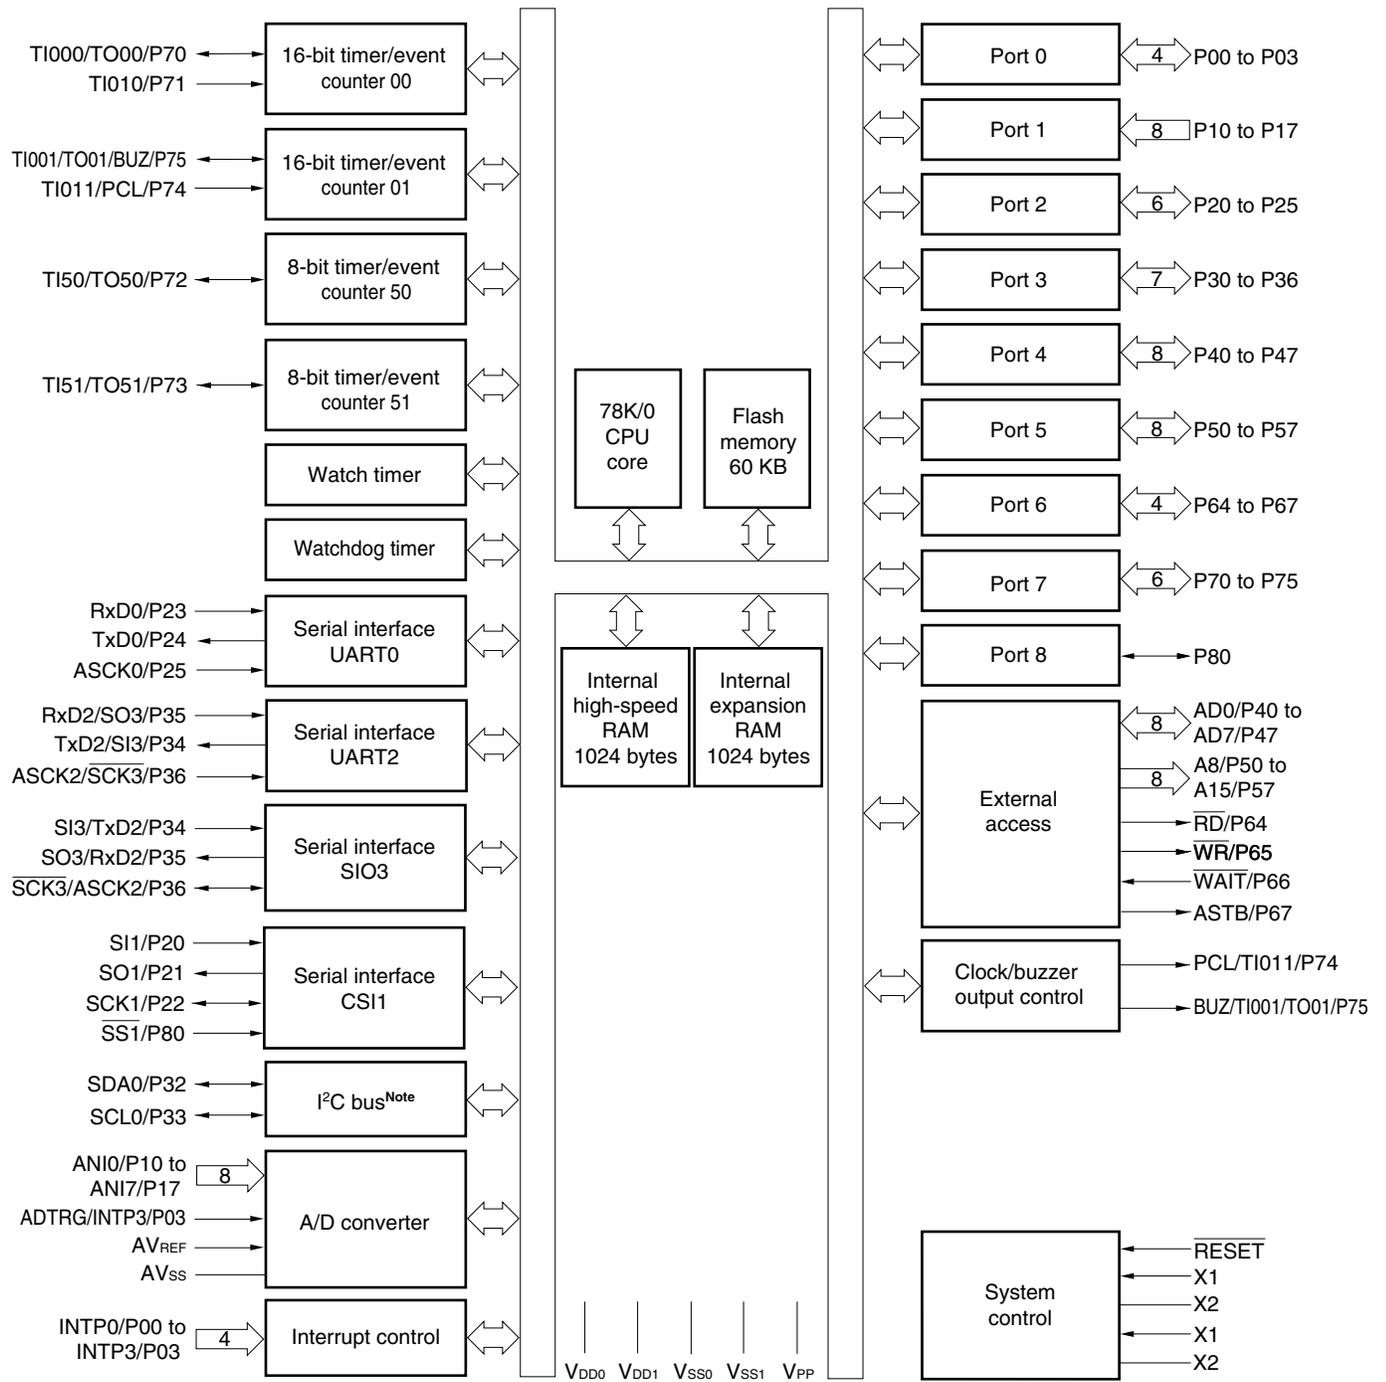 TI000/TO00/P70
TI010/P71
16-bit timer/event
counter 00
TI001/TO01/BUZ/P75
TI011/PCL/P74
16-bit timer/event
counter 01
TI50/TO50/P72
8-bit timer/event
counter 50
TI51/TO51/P73
8-bit timer/event
counter 51
Watch timer
Watchdog timer
RxD0/P23
TxD0/P24
ASCK0/P25
Serial interface
UART0
RxD2/SO3/P35
TxD2/SI3/P34
ASCK2/SCK3/P36
Serial interface
UART2
SI3/TxD2/P34
SO3/RxD2/P35
SCK3/ASCK2/P36
Serial interface
SIO3
SI1/P20
SO1/P21
SCK1/P22
SS1/P80
Serial interface
CSI1
SDA0/P32
SCL0/P33
I²C busNote
ANI0/P10 to
ANI7/P17
8
ADTRG/INTP3/P03
AVREF
AVSS
A/D converter
INTP0/P00 to
INTP3/P03
4
Interrupt control
78K/0
CPU
core
Flash
memory
60 KB
Internal
high-speed
RAM
1024 bytes
Internal
expansion
RAM
1024 bytes
VDD0 VDD1 VSS0 VSS1 VPP
Port 0 4 P00 to P03
Port 1 8 P10 to P17
Port 2 6 P20 to P25
Port 3 7 P30 to P36
Port 4 8 P40 to P47
Port 5 8 P50 to P57
Port 6 4 P64 to P67
Port 7 6 P70 to P75
Port 8 P80
External
access
8
AD0/P40 to
AD7/P47
8
A8/P50 to
A15/P57
RD/P64
WR/P65
WAIT/P66
ASTB/P67
Clock/buzzer
output control
PCL/TI011/P74
BUZ/TI001/TO01/P75
System
control
RESET
X1
X2
X1
X2